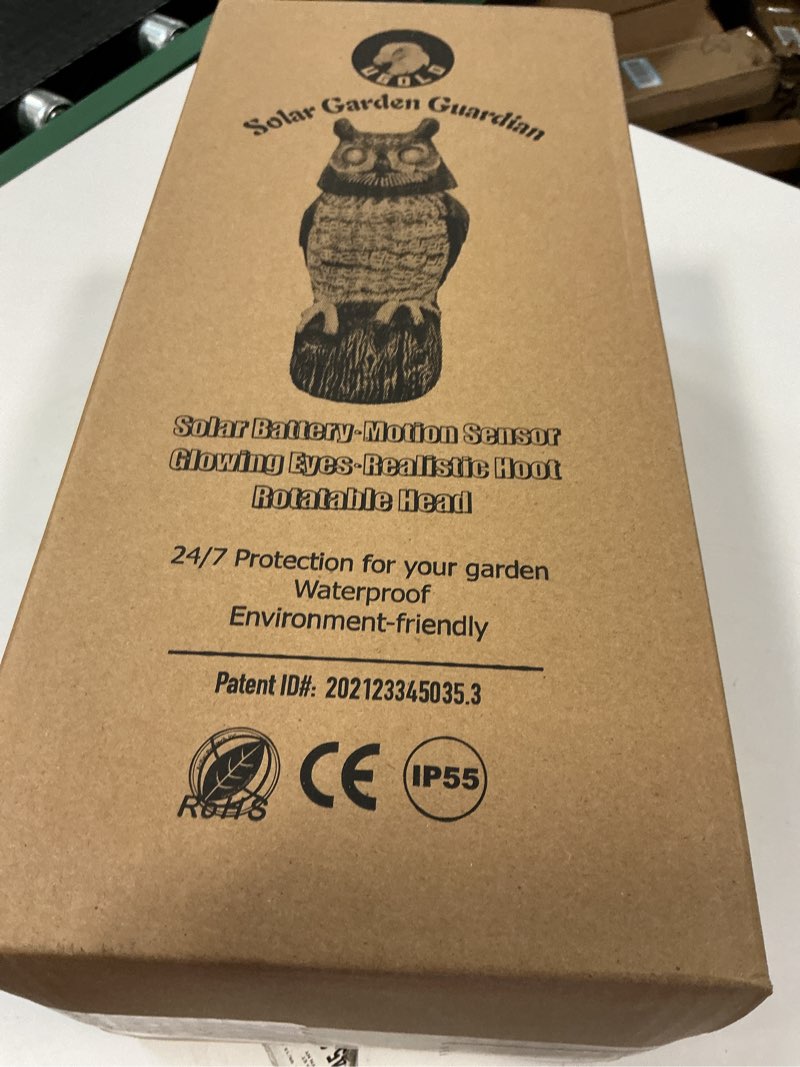 Solar Garden Guardian
Solar Battery·Motion Sensor
Glowing Eyes·Realistic Hoot
Rotatable Head
24/7 Protection for your garden
Waterproof
Environment-friendly
Patent ID#: 202123345035.3
RoHS
CE
IP55